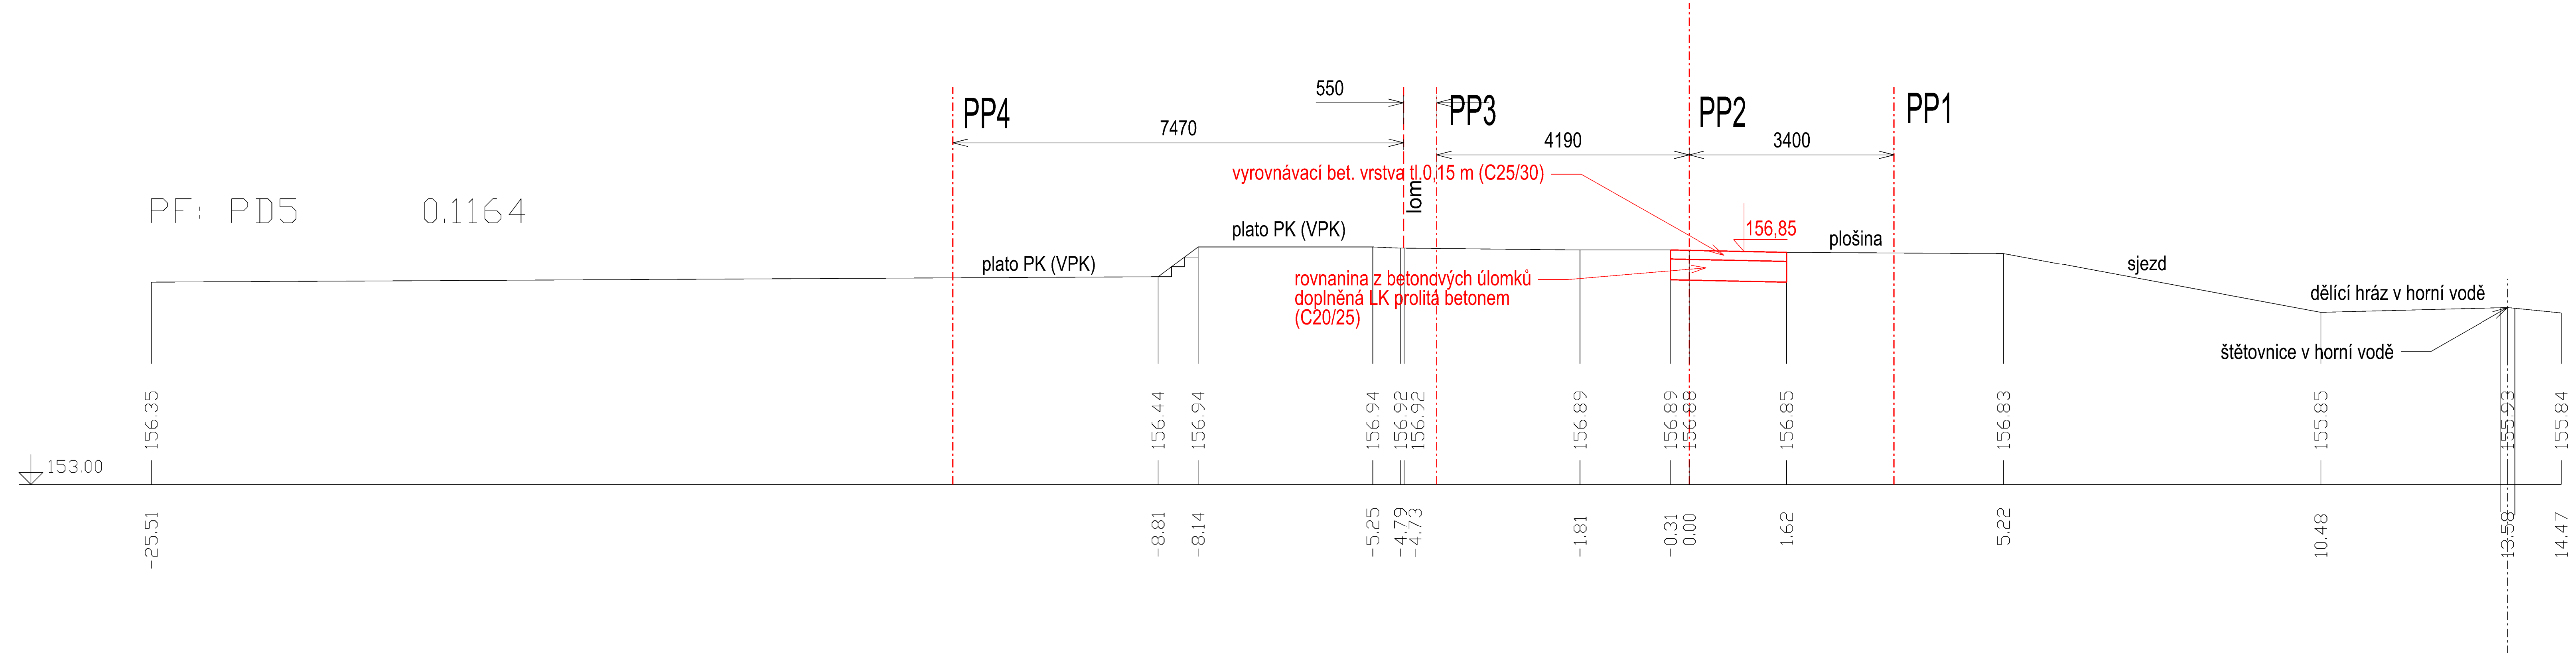 550
PP4
PP3
PP2
PP1
7470
4190
3400
vyrovnávací bet. vrstva tl.0,15 m (C25/30)
lom
PF: PD5 0.1164
plato PK (VPK)
156,85
plošina
plato PK (VPK)
sjezd
rovnanina z betonových úlomků
doplněná LK prolitá betonem
(C20/25)
dělící hráz v horní vodě
štětovnice v horní vodě
156.35
156.44
156.94
156.94
156.92
156.92
156.89
156.89
156.88
156.85
156.83
155.85
155.93
155.84
153.00
-25.51
-8.81
-8.14
-5.25
-4.79
-4.73
-1.81
-0.31
0.00
1.62
5.22
10.48
13.58
14.47